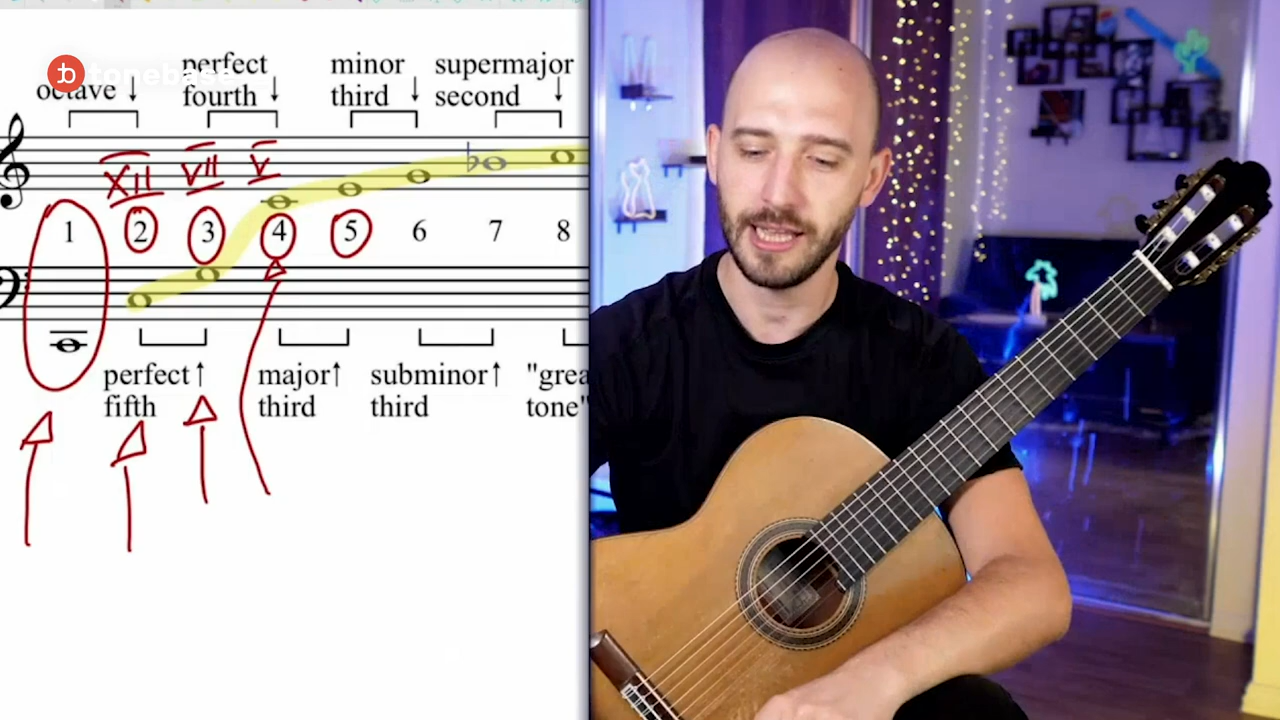 tonebase
octave ↓ perfect fourth ↓ minor third ↓ supermajor second ↓
XII VII V
1 2 3 4 5 6 7 8
perfect ↑ major ↑ subminor ↑ "grea
fifth third third tone"